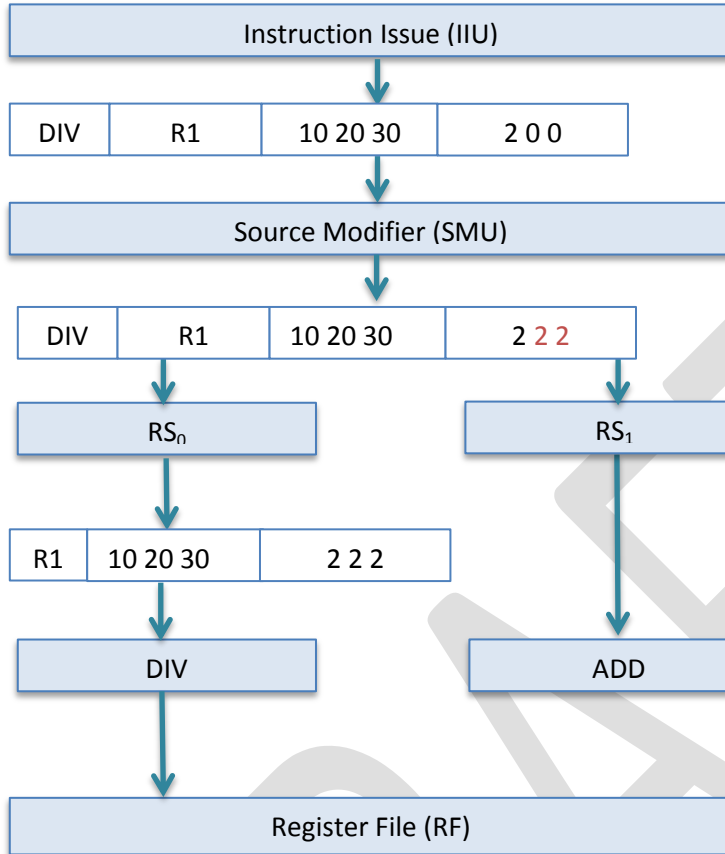 Instruction Issue (IIU)
DIV R1 10 20 30 2 0 0
Source Modifier (SMU)
DIV R1 10 20 30 2 2 2
RS₀ RS₁
R1 10 20 30 2 2 2
DIV ADD
Register File (RF)